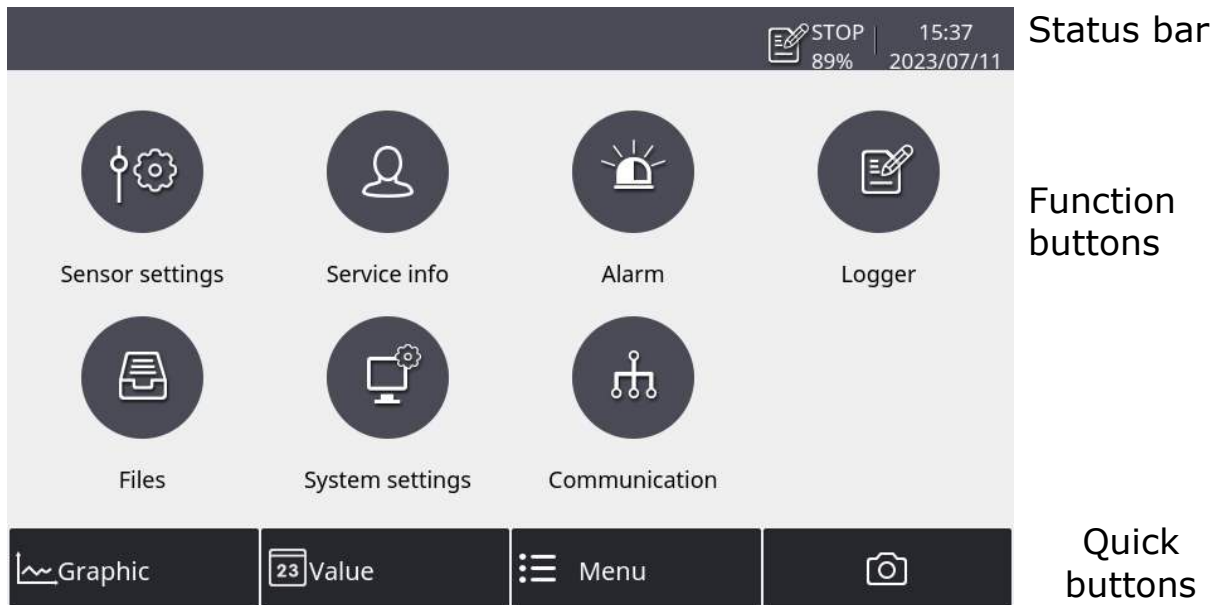 STOP 15:37
89% 2023/07/11
Status bar
Function
buttons
Sensor settings Service info Alarm Logger
Files System settings Communication
Graphic 23 Value Menu
Quick
buttons